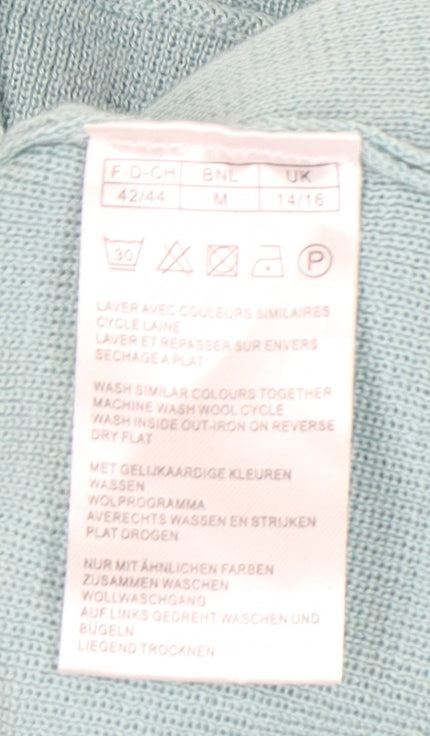 F-D-CH BNL UK
42/44 M 14/16
30 P
LAVER AVEC COULEURS SIMILAIRES
CYCLE LAINE
LAVER ET REPASSER SUR ENVERS
SECHAGE A PLAT
WASH SIMILAR COLOURS TOGETHER
MACHINE WASH WOOL CYCLE
WASH INSIDE OUT-IRON ON REVERSE
DRY FLAT
MET GELIJKAARDIGE KLEUREN
WASSEN
WOLPROGRAMMA
AVERECHTS WASSEN EN STRIJKEN
PLAT DROGEN
NUR MIT ÄHNLICHEN FARBEN
ZUSAMMEN WASCHEN
WOLLWASCHGANG
AUF LINKS GEDREHT WASCHEN UND
BÜGELN
LIEGEND TROCKNEN